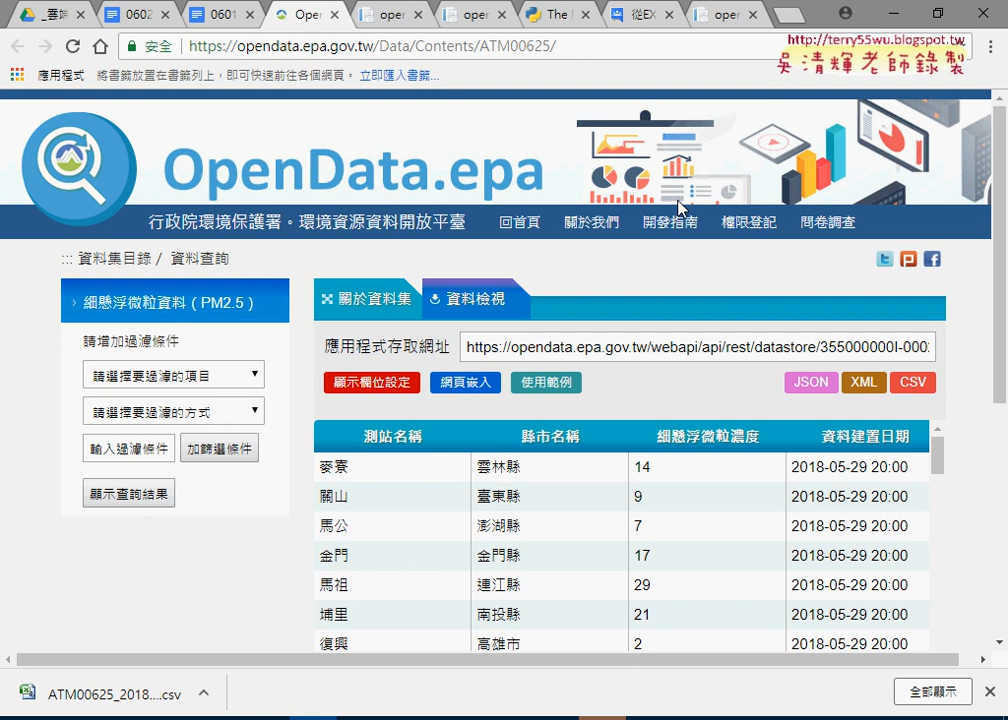 _雲端
0602
0601
Oper
oper
oper
The I
從EX
oper
安全 https://opendata.epa.gov.tw/Data/Contents/ATM00625/
http://terry55wu.blogspot.tw
吳清輝老師錄製
應用程式 將書籤放置在書籤列上，即可快速前往各個網頁。 立即匯入書籤...
OpenData.epa
行政院環境保護署。環境資源資料開放平臺 回首頁 關於我們 開發指南 權限登記 問卷調查
::: 資料集目錄 / 資料查詢
細懸浮微粒資料 ( PM2.5 )
關於資料集 資料檢視
請增加過濾條件
應用程式存取網址 https://opendata.epa.gov.tw/webapi/api/rest/datastore/355000000I-000
請選擇要過濾的項目
顯示欄位設定 網頁嵌入 使用範例 JSON XML CSV
請選擇要過濾的方式
輸入過濾條件 加篩選條件
顯示查詢結果
測站名稱 縣市名稱 細懸浮微粒濃度 資料建置日期
麥寮 雲林縣 14 2018-05-29 20:00
關山 臺東縣 9 2018-05-29 20:00
馬公 澎湖縣 7 2018-05-29 20:00
金門 金門縣 17 2018-05-29 20:00
馬祖 連江縣 29 2018-05-29 20:00
埔里 南投縣 21 2018-05-29 20:00
復興 高雄市 2 2018-05-29 20:00
ATM00625_2018....csv
全部顯示